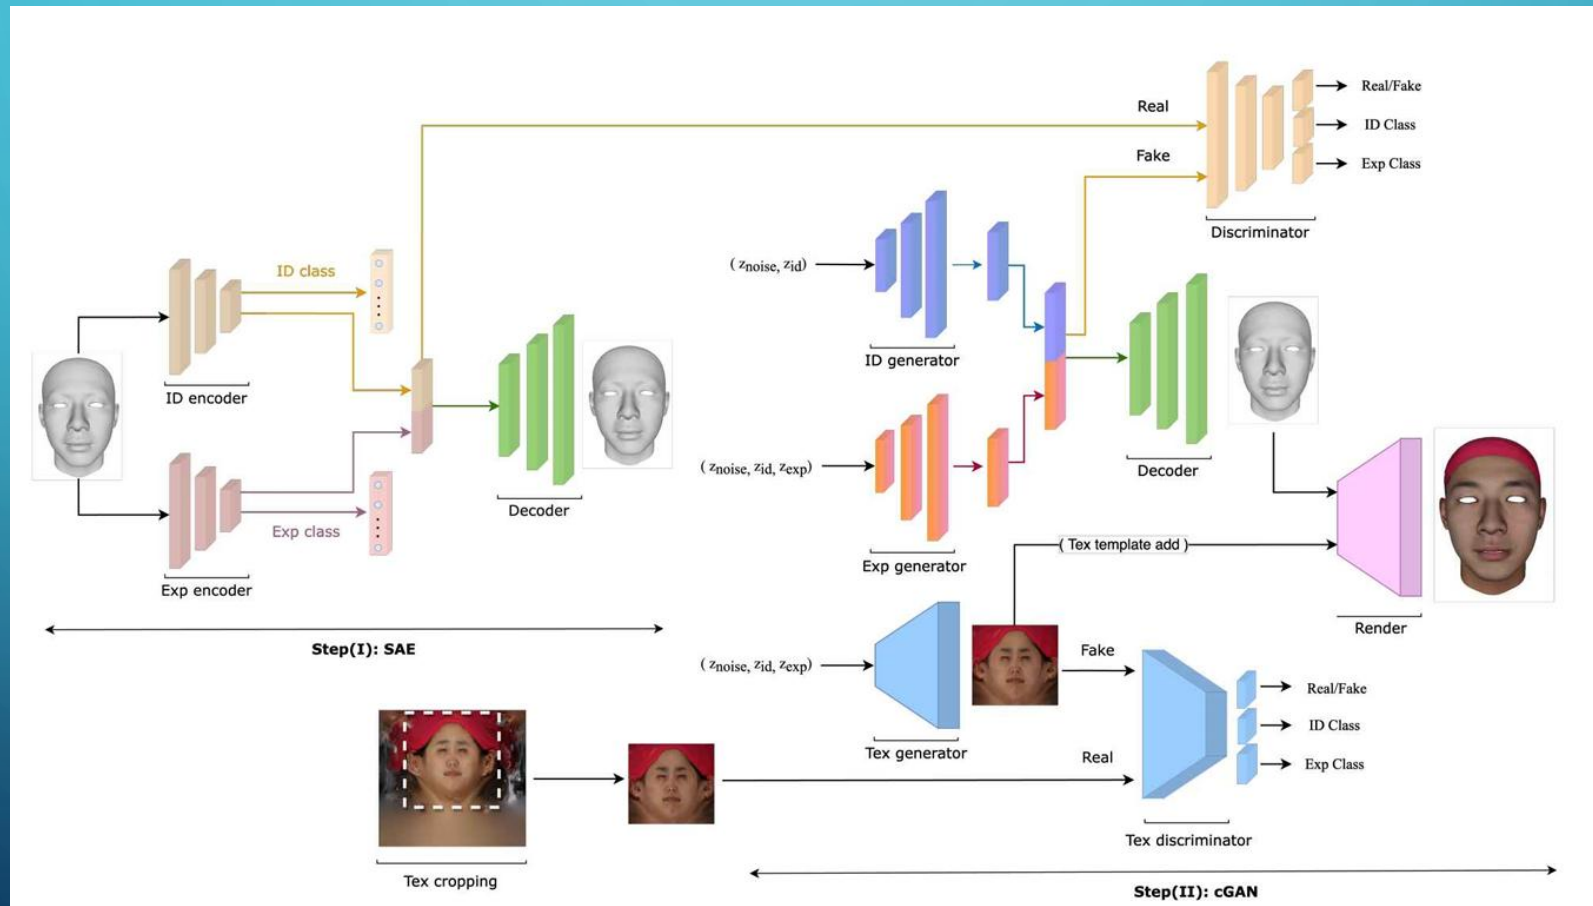 Real
Fake
Real/Fake
ID Class
Exp Class
Discriminator
ID class
ID encoder
Exp class
Exp encoder
Decoder
Step(I): SAE
( znoise, zid)
ID generator
( znoise, zid, zexp)
Exp generator
Decoder
( Tex template add )
Render
( znoise, zid, zexp)
Tex generator
Fake
Real
Real/Fake
ID Class
Exp Class
Tex discriminator
Tex cropping
Step(II): cGAN